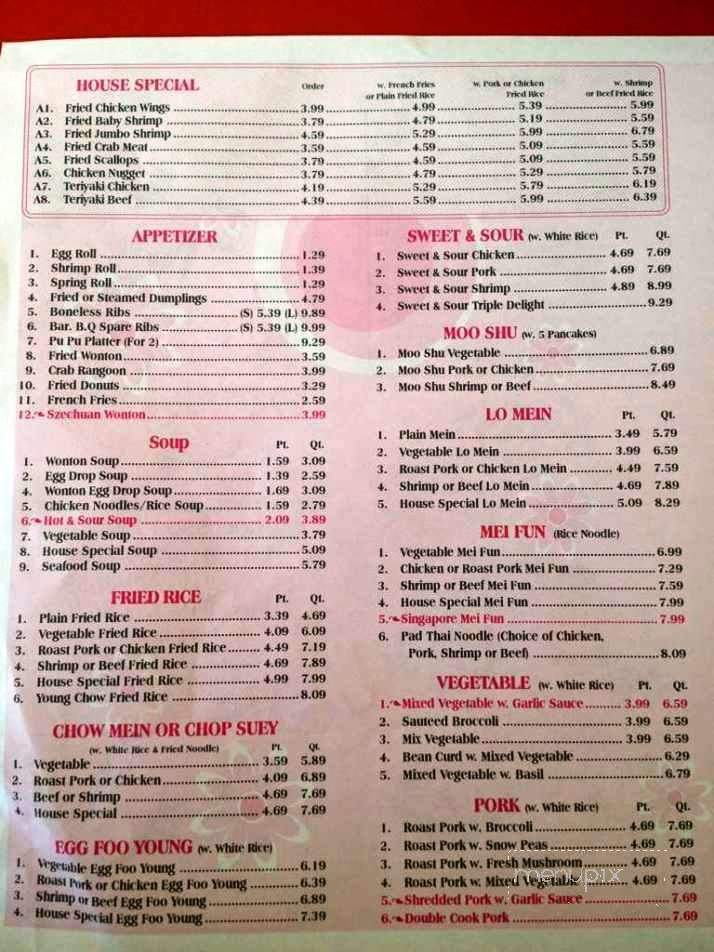 HOUSE SPECIAL Order w. French Fries or Plain Fried Rice w. Pork or Chicken Fried Rice w. Shrimp or Beef Fried Rice
A1. Fried Chicken Wings 3.99 4.99 5.39 5.99
A2. Fried Baby Shrimp 3.79 4.79 5.19 5.59
A3. Fried Jumbo Shrimp 4.59 5.29 5.99 6.79
A4. Fried Crab Meat 3.59 4.59 5.09 5.59
A5. Fried Scallops 3.79 4.59 5.09 5.59
A6. Chicken Nugget 3.79 4.79 5.29 5.79
A7. Teriyaki Chicken 4.19 5.29 5.79 6.19
A8. Teriyaki Beef 4.39 5.59 5.99 6.39
APPETIZER
1. Egg Roll 1.29
2. Shrimp Roll 1.39
3. Spring Roll 1.29
4. Fried or Steamed Dumplings 4.79
5. Boneless Ribs (S) 5.39 (L) 9.89
6. Bar. B.Q Spare Ribs (S) 5.39 (L) 9.99
7. Pu Pu Platter (For 2) 9.29
8. Fried Wonton 3.59
9. Crab Rangoon 3.99
10. Fried Donuts 3.29
11. French Fries 2.59
12. Szechuan Wonton 3.99
Soup Pt. Qt.
1. Wonton Soup 1.59 3.09
2. Egg Drop Soup 1.39 2.59
4. Wonton Egg Drop Soup 1.69 3.09
5. Chicken Noodles/Rice Soup 1.59 2.79
6. Hot & Sour Soup 2.09 3.89
7. Vegetable Soup 3.79
8. House Special Soup 5.09
9. Seafood Soup 5.79
FRIED RICE Pt. Qt.
1. Plain Fried Rice 3.39 4.69
2. Vegetable Fried Rice 4.09 6.09
3. Roast Pork or Chicken Fried Rice 4.49 7.19
4. Shrimp or Beef Fried Rice 4.69 7.89
5. House Special Fried Rice 4.99 7.99
6. Young Chow Fried Rice 8.09
CHOW MEIN OR CHOP SUEY
(w. White Rice & Fried Noodle) Pt. Qt.
1. Vegetable 3.59 5.89
2. Roast Pork or Chicken 4.09 6.89
3. Beef or Shrimp 4.69 7.69
4. House Special 4.69 7.69
EGG FOO YOUNG (w. White Rice)
1. Vegetable Egg Foo Young 6.19
2. Roast Pork or Chicken Egg Foo Young 6.39
3. Shrimp or Beef Egg Foo Young 6.89
4. House Special Egg Foo Young 7.39
SWEET & SOUR (w. White Rice) Pt. Qt.
1. Sweet & Sour Chicken 4.69 7.69
2. Sweet & Sour Pork 4.69 7.69
3. Sweet & Sour Shrimp 4.89 8.99
4. Sweet & Sour Triple Delight 9.29
MOO SHU (w. 5 Pancakes)
1. Moo Shu Vegetable 6.89
2. Moo Shu Pork or Chicken 7.69
3. Moo Shu Shrimp or Beef 8.49
LO MEIN Pt. Qt.
1. Plain Mein 3.49 5.79
2. Vegetable Lo Mein 3.99 6.59
3. Roast Pork or Chicken Lo Mein 4.49 7.59
4. Shrimp or Beef Lo Mein 4.69 7.89
5. House Special Lo Mein 5.09 8.29
MEI FUN (Rice Noodle)
1. Vegetable Mei Fun 6.99
2. Chicken or Roast Pork Mei Fun 7.29
3. Shrimp or Beef Mei Fun 7.59
4. House Special Mei Fun 7.99
5. Singapore Mei Fun 7.99
6. Pad Thai Noodle (Choice of Chicken,
Pork, Shrimp or Beef) 8.09
VEGETABLE (w. White Rice) Pt. Qt.
1. Mixed Vegetable w. Garlic Sauce 3.99 6.59
2. Sauteed Broccoli 3.99 6.59
3. Mix Vegetable 3.99 6.59
4. Bean Curd w. Mixed Vegetable 6.29
5. Mixed Vegetable w. Basil 6.79
PORK (w. White Rice) Pt. Qt.
1. Roast Pork w. Broccoli 4.69 7.69
2. Roast Pork w. Snow Peas 4.69 7.69
3. Roast Pork w. Fresh Mushroom 4.69 7.69
4. Roast Pork w. Mixed Vegetable 4.69 7.69
5. Shredded Pork w. Garlic Sauce 7.69
6. Double Cook Pork 7.69
menupix